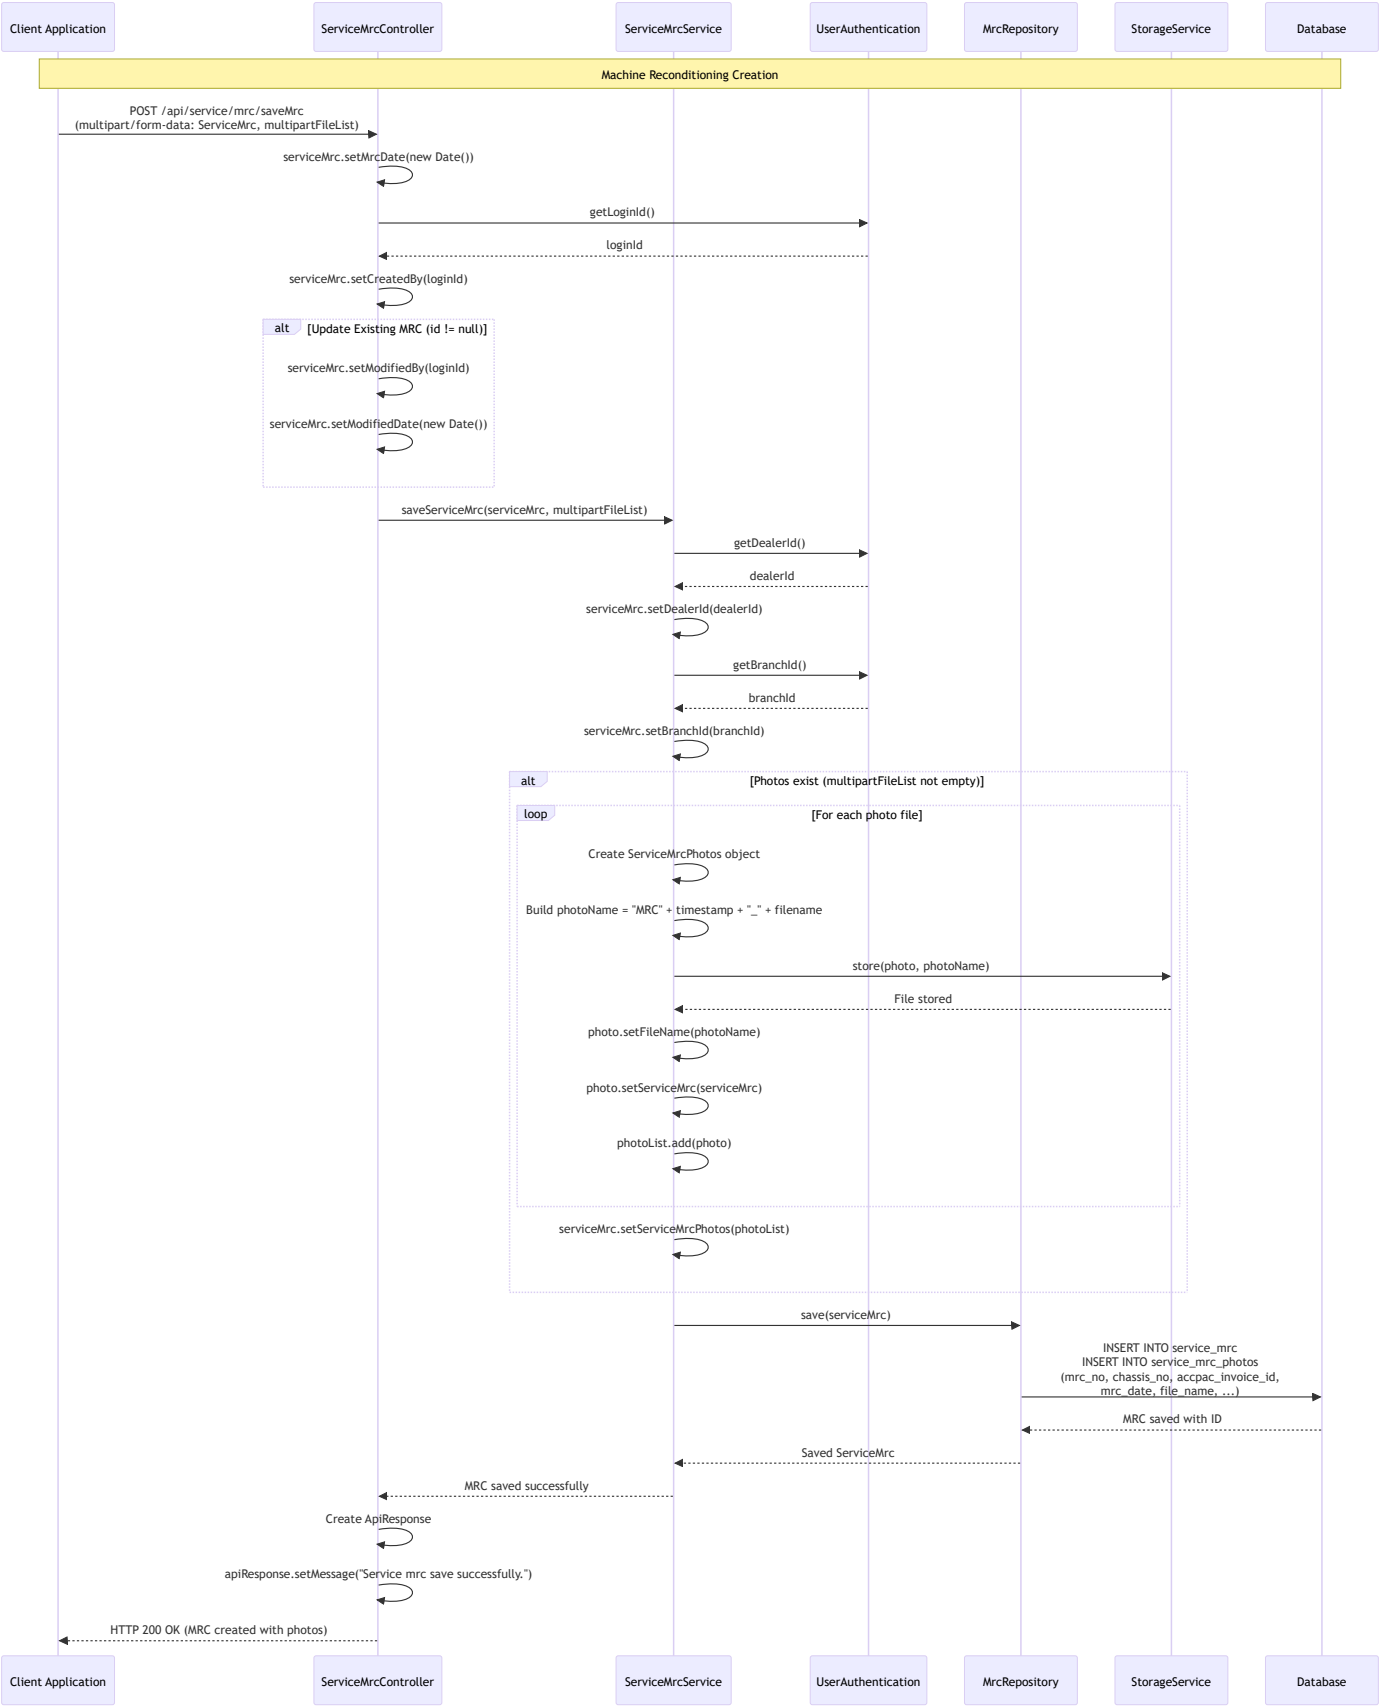 Client Application
ServiceMrcController
ServiceMrcService
UserAuthentication
MrcRepository
StorageService
Database
Machine Reconditioning Creation
POST /api/service/mrc/saveMrc
(multipart/form-data: ServiceMrc, multipartFileList)
serviceMrc.setMrcDate(new Date())
getLoginId()
loginId
serviceMrc.setCreatedBy(loginId)
alt [Update Existing MRC (id != null)]
serviceMrc.setModifiedBy(loginId)
serviceMrc.setModifiedDate(new Date())
saveServiceMrc(serviceMrc, multipartFileList)
getDealerId()
dealerId
serviceMrc.setDealerId(dealerId)
getBranchId()
branchId
serviceMrc.setBranchId(branchId)
alt [Photos exist (multipartFileList not empty)]
loop [For each photo file]
Create ServiceMrcPhotos object
Build photoName = "MRC" + timestamp + "_" + filename
store(photo, photoName)
File stored
photo.setFileName(photoName)
photo.setServiceMrc(serviceMrc)
photoList.add(photo)
serviceMrc.setServiceMrcPhotos(photoList)
save(serviceMrc)
INSERT INTO service_mrc
INSERT INTO service_mrc_photos
(mrc_no, chassis_no, accpac_invoice_id,
mrc_date, file_name, ...)
MRC saved with ID
Saved ServiceMrc
MRC saved successfully
Create ApiResponse
apiResponse.setMessage("Service mrc save successfully.")
HTTP 200 OK (MRC created with photos)
Client Application
ServiceMrcController
ServiceMrcService
UserAuthentication
MrcRepository
StorageService
Database